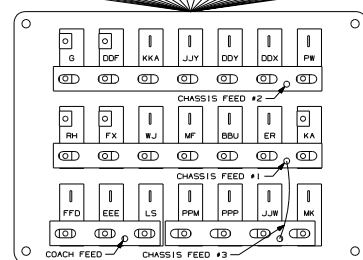 G DDF KKA JJY DDY DDX PW
CHASSIS FEED #2
RH FX WJ MF BBU ER KA
CHASSIS FEED #1
FFD EEE LS PPM PPP JJW MK
COACH FEED CHASSIS FEED #3